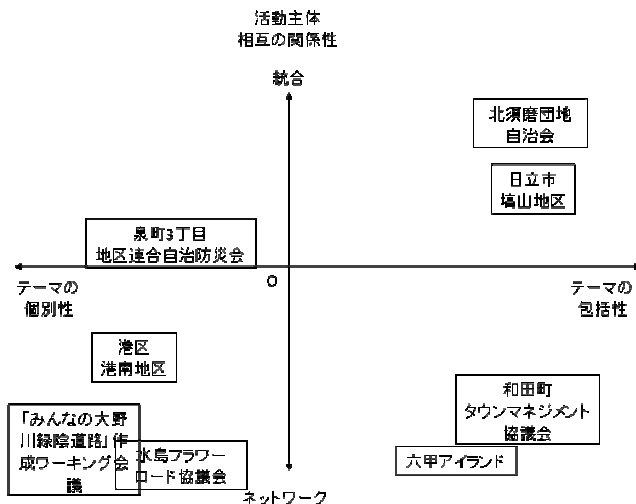 活動主体
相互の関係性
統合
北須磨団地
自治会
日立市
塙山地区
泉町3丁目
地区連合自治防災会
O
テーマの
個別性
テーマの
包括性
港区
港南地区
和田町
タウンマネジメント
協議会
「みんなの大野
川緑陰道路」作
成ワーキング会
議
水島フラワー
ロード協議会
六甲アイランド
ネットワーク